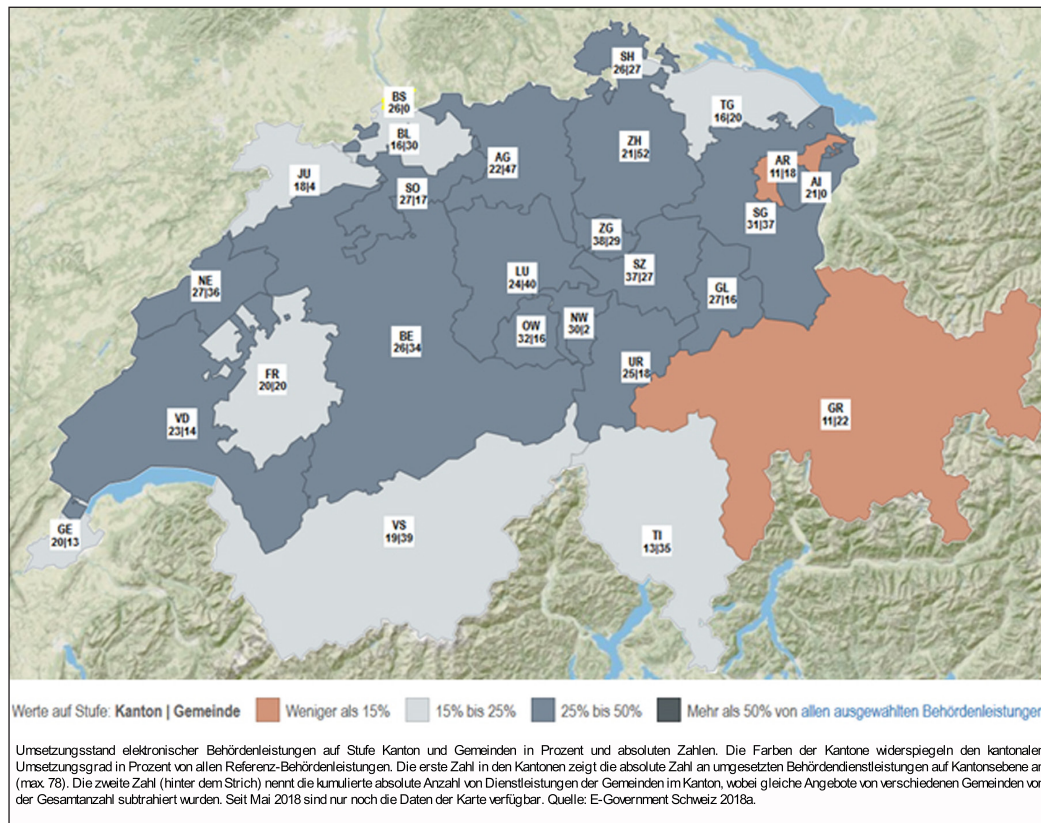 SH
26|27
BS
26|0
TG
16|20
BL
16|30
ZH
21|52
AG
22|47
AR
11|18
JU
18|4
SO
27|17
AI
21|0
SG
31|37
ZG
38|29
SZ
37|27
LU
24|40
NE
27|36
GL
27|16
NW
30|2
OW
32|16
BE
26|34
UR
25|18
FR
20|20
GR
11|22
VD
23|14
VS
19|39
GE
20|13
TI
13|35
Werte auf Stufe: Kanton | Gemeinde Weniger als 15% 15% bis 25% 25% bis 50% Mehr als 50% von allen ausgewählten Behördenleistungen
Umsetzungsstand elektronischer Behördenleistungen auf Stufe Kanton und Gemeinden in Prozent und absoluten Zahlen. Die Farben der Kantone widerspiegeln den kantonalen
Umsetzungsgrad in Prozent von allen Referenz-Behördenleistungen. Die erste Zahl in den Kantonen zeigt die absolute Zahl an umgesetzten Behördendienstleistungen auf Kantonsebene an
(max. 78). Die zweite Zahl (hinter dem Strich) nennt die kumulierte absolute Anzahl von Dienstleistungen der Gemeinden im Kanton, wobei gleiche Angebote von verschiedenen Gemeinden von
der Gesamtanzahl subtrahiert wurden. Seit Mai 2018 sind nur noch die Daten der Karte verfügbar. Quelle: E-Government Schweiz 2018a.